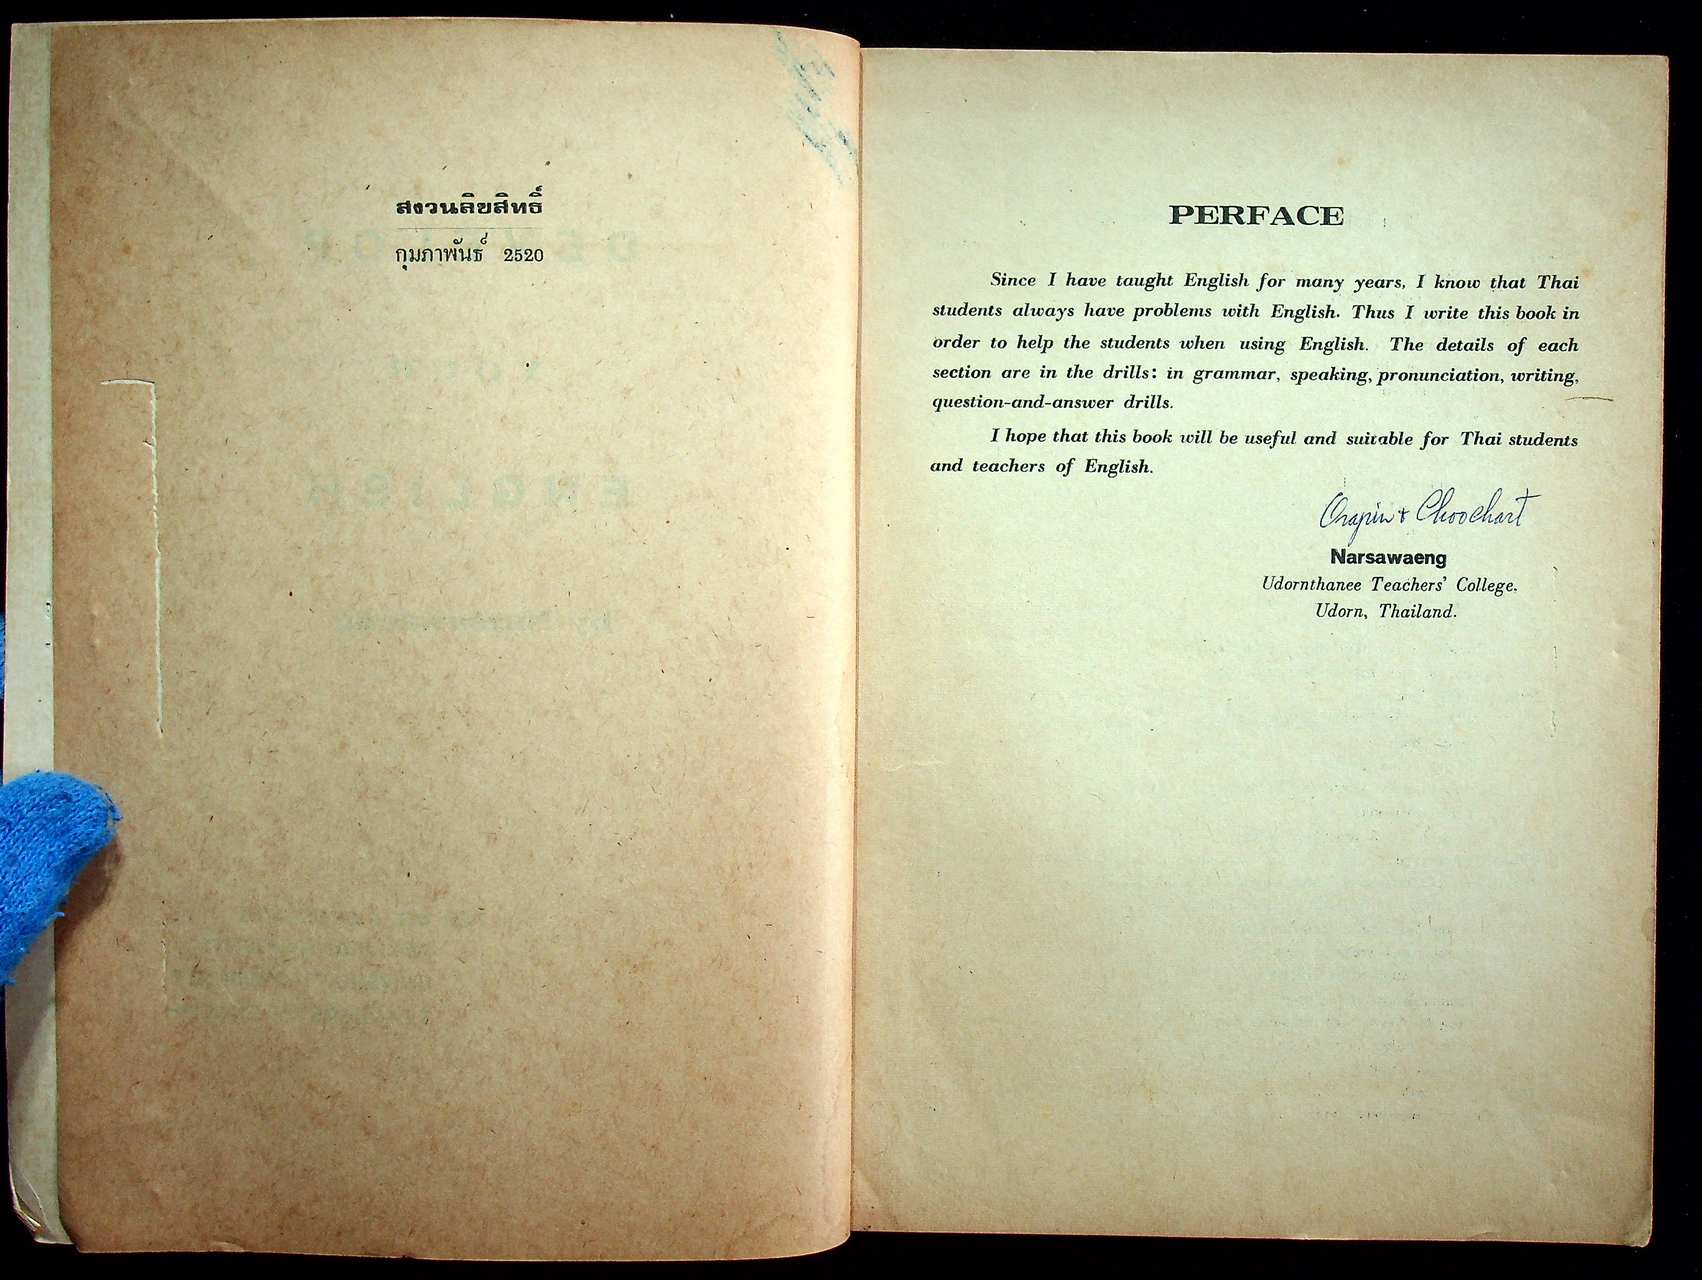 สงวนลิขสิทธิ์
กุมภาพันธ์ 2520
PERFACE
Since I have taught English for many years, I know that Thai
students always have problems with English. Thus I write this book in
order to help the students when using English. The details of each
section are in the drills: in grammar, speaking, pronunciation, writing,
question-and-answer drills.
I hope that this book will be useful and suitable for Thai students
and teachers of English.
Orapin + Choochart
Narsawaeng
Udornthanee Teachers' College.
Udorn, Thailand.